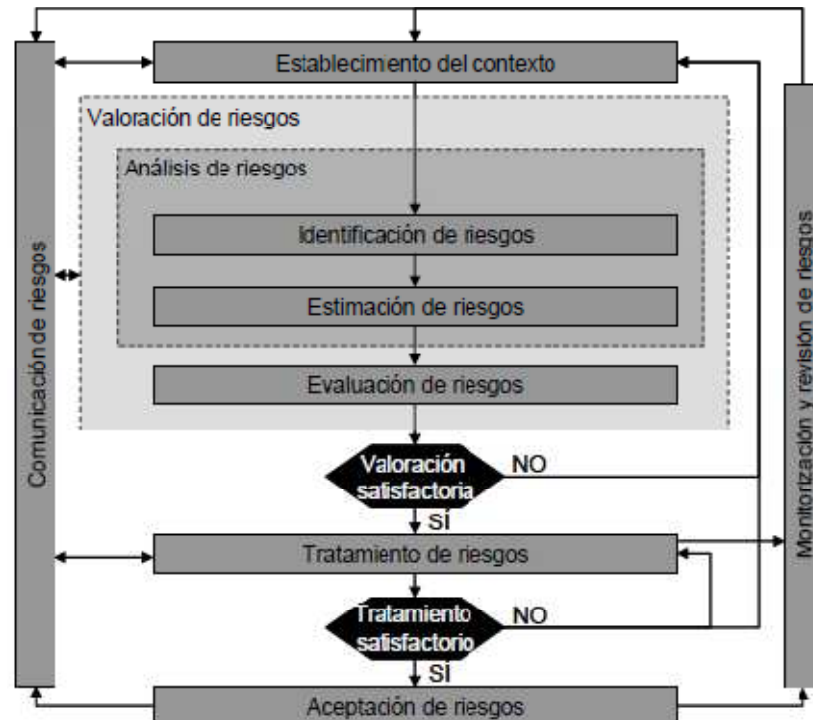 Establecimiento del contexto
Valoración de riesgos
Análisis de riesgos
Identificación de riesgos
Estimación de riesgos
Evaluación de riesgos
Valoración
satisfactoria
NO
SÍ
Tratamiento de riesgos
Tratamiento
satisfactorio
NO
SÍ
Aceptación de riesgos
Comunicación de riesgos
Monitorización y revisión de riesgos